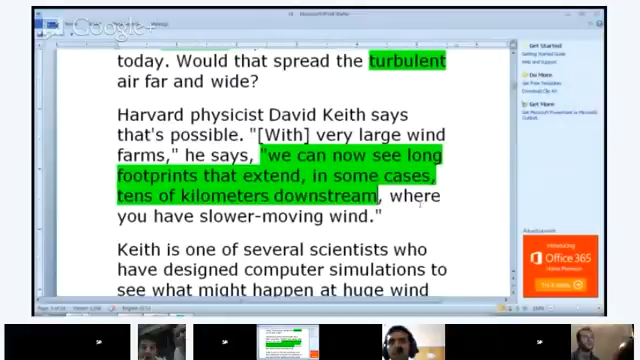 Google+
today. Would that spread the turbulent
air far and wide?
Harvard physicist David Keith says
that's possible. "[With] very large wind
farms," he says, "we can now see long
footprints that extend, in some cases,
tens of kilometers downstream, where
you have slower-moving wind."
Keith is one of several scientists who
have designed computer simulations to
see what might happen at huge wind
Get Started
Do More
Get More
Introducing
Office 365